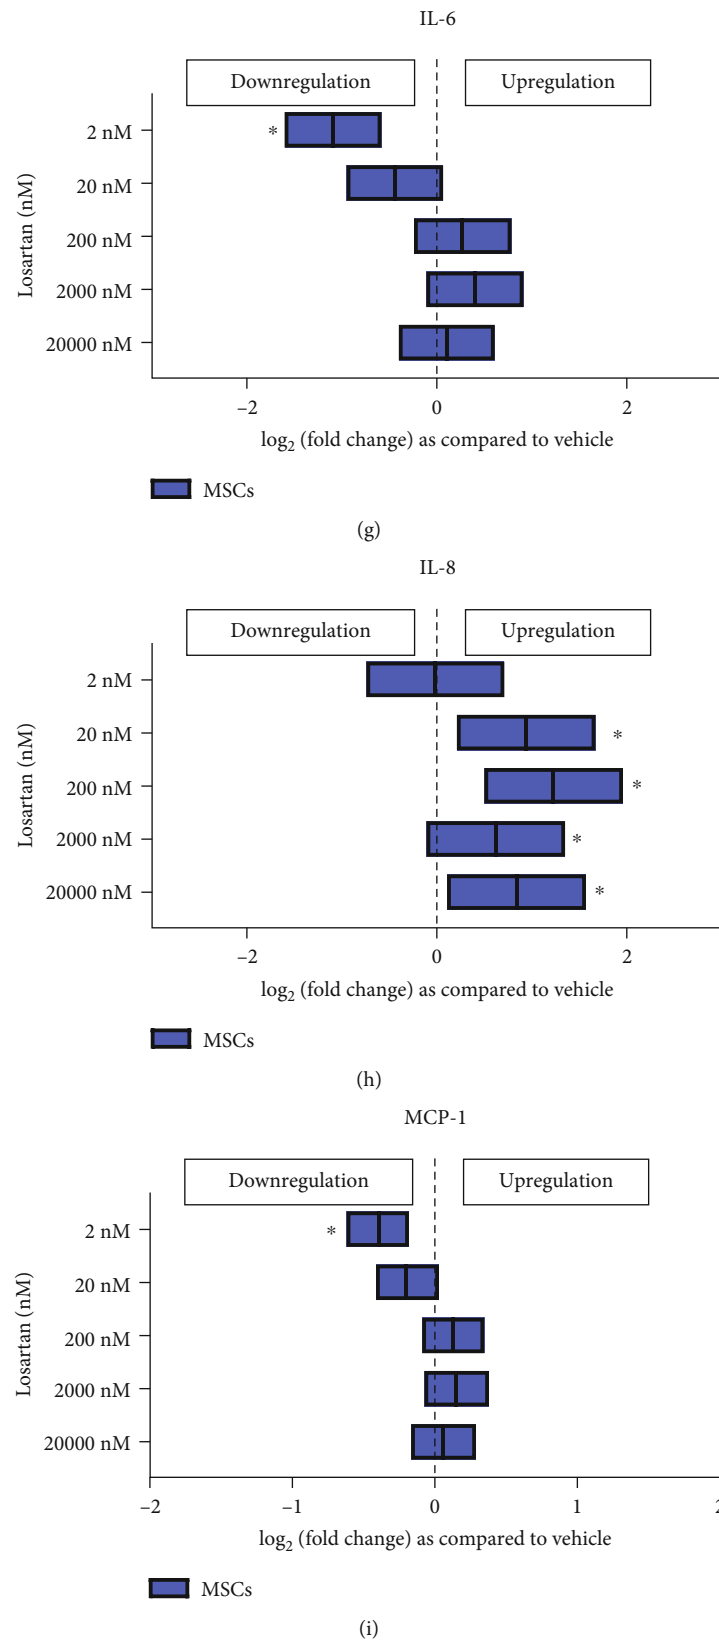 IL-6
Downregulation
Upregulation
Losartan (nM)
2 nM
*
20 nM
200 nM
2000 nM
20000 nM
−2 0 2
log₂ (fold change) as compared to vehicle
MSCs
(g)
IL-8
Downregulation
Upregulation
Losartan (nM)
2 nM
20 nM
*
200 nM
*
2000 nM
*
20000 nM
*
−2 0 2
log₂ (fold change) as compared to vehicle
MSCs
(h)
MCP-1
Downregulation
Upregulation
Losartan (nM)
2 nM
*
20 nM
200 nM
2000 nM
20000 nM
−2 −1 0 1 2
log₂ (fold change) as compared to vehicle
MSCs
(i)